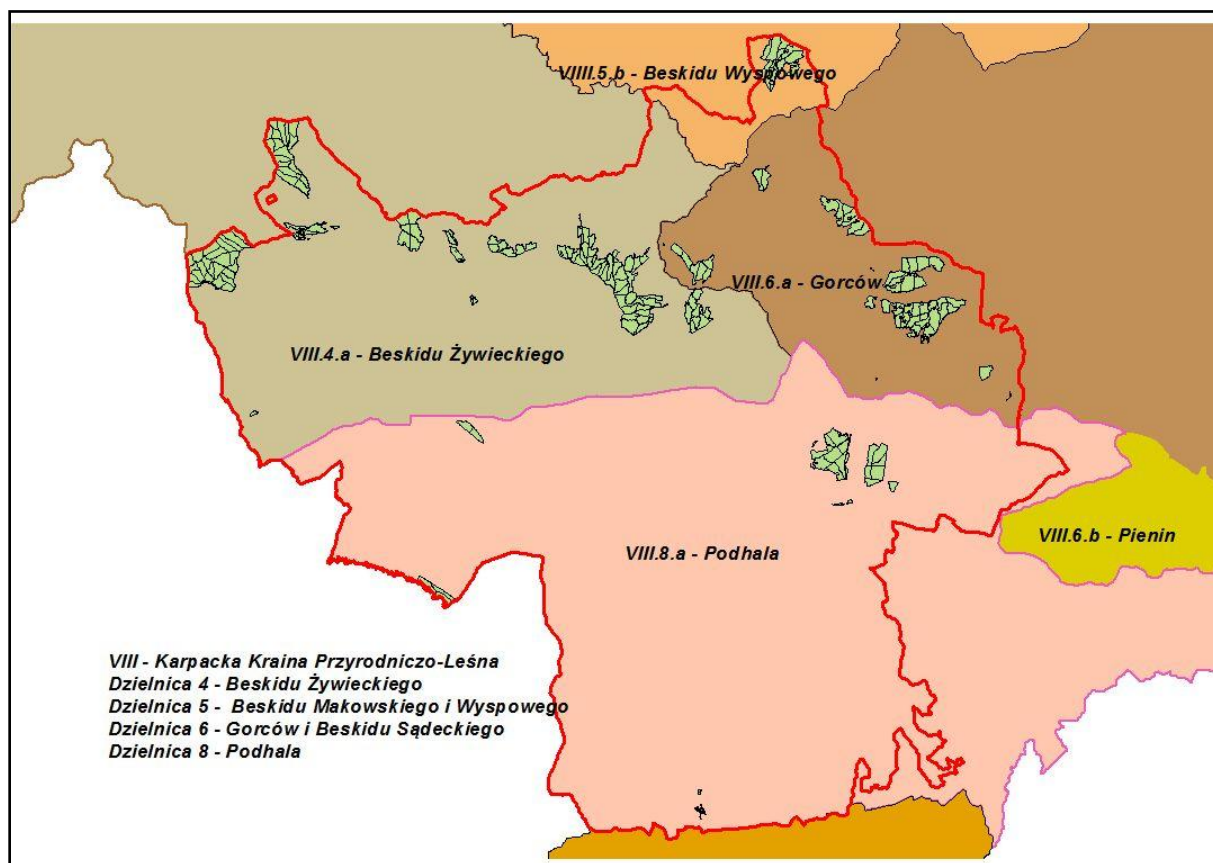 VIIII.5.b - Beskidu Wyspowego
VIII.6.a - Gorców
VIII.4.a - Beskidu Żywieckiego
VIII.6.b - Pienin
VIII.8.a - Podhala
VIII - Karpacka Kraina Przyrodniczo-Leśna
Dzielnica 4 - Beskidu Żywieckiego
Dzielnica 5 - Beskidu Makowskiego i Wyspowego
Dzielnica 6 - Gorców i Beskidu Sądeckiego
Dzielnica 8 - Podhala